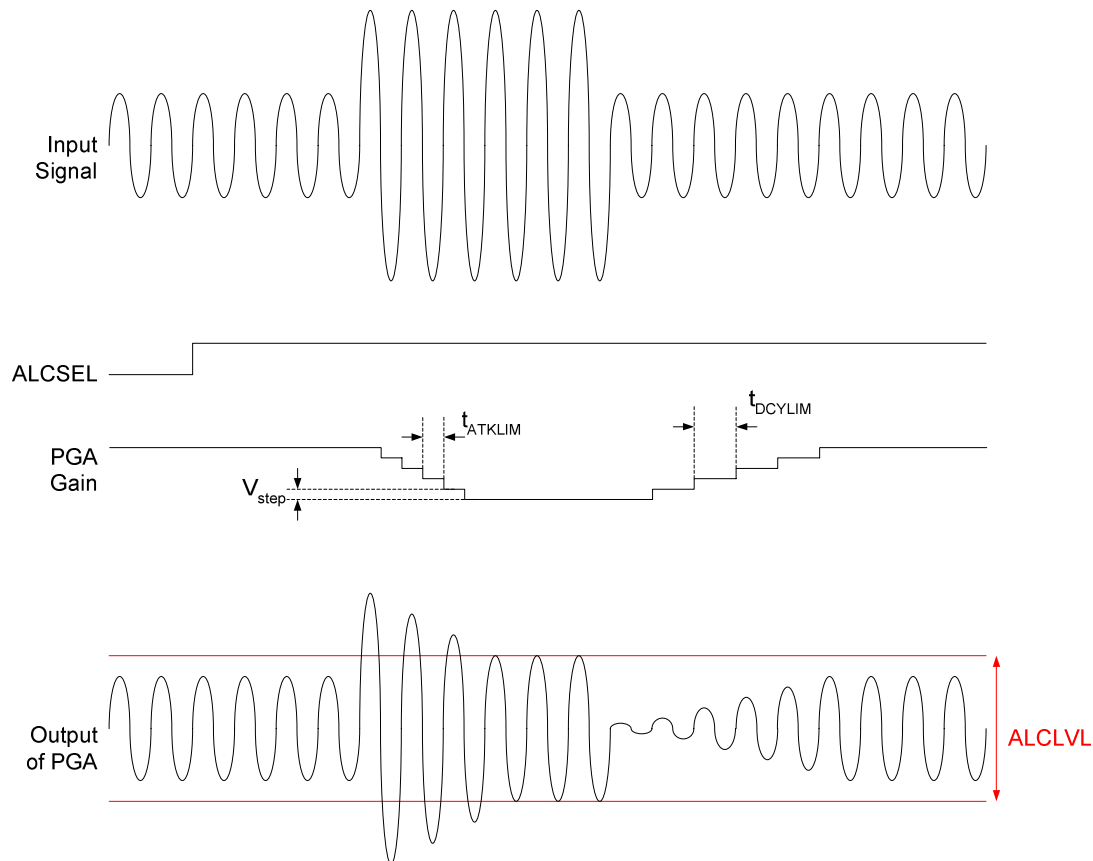 Input
Signal
ALCSEL
tATKLIM
tDCYLIM
PGA
Gain
Vstep
Output
of PGA
ALCLVL